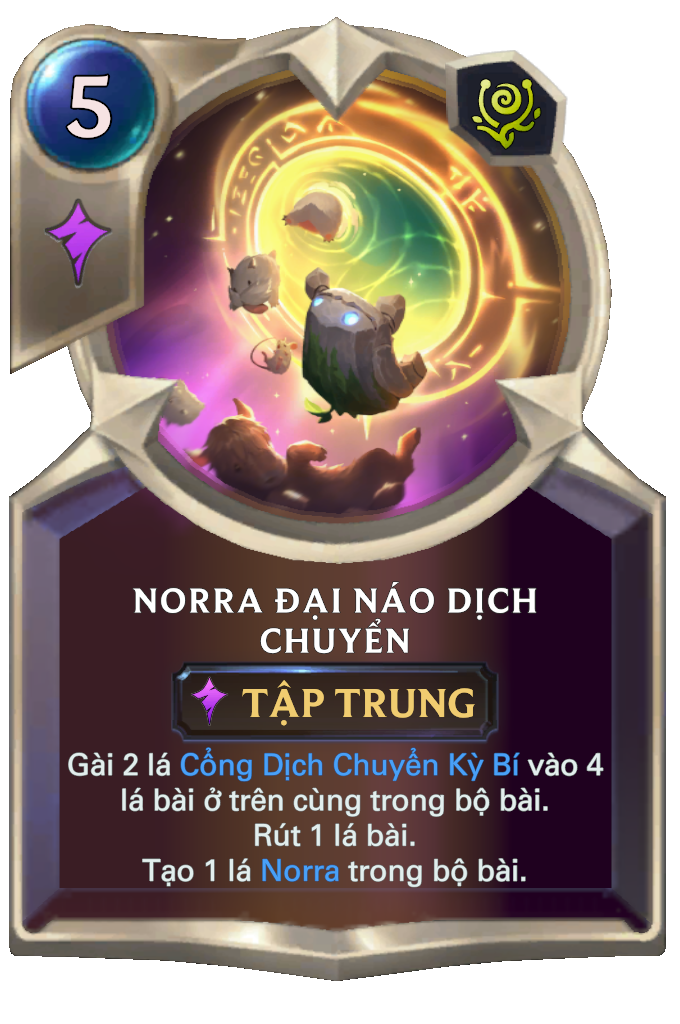 5
NORRA ĐẠI NÁO DỊCH
CHUYỂN
TẬP TRUNG
Gài 2 lá Cổng Dịch Chuyển Kỳ Bí vào 4
lá bài ở trên cùng trong bộ bài.
Rút 1 lá bài.
Tạo 1 lá Norra trong bộ bài.